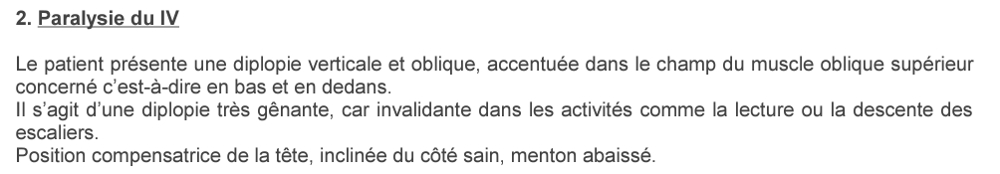 2. Paralysie du IV
Le patient présente une diplopie verticale et oblique, accentuée dans le champ du muscle oblique supérieur
concerné c’est-à-dire en bas et en dedans.
Il s’agit d’une diplopie très gênante, car invalidante dans les activités comme la lecture ou la descente des
escaliers.
Position compensatrice de la tête, inclinée du côté sain, menton abaissé.